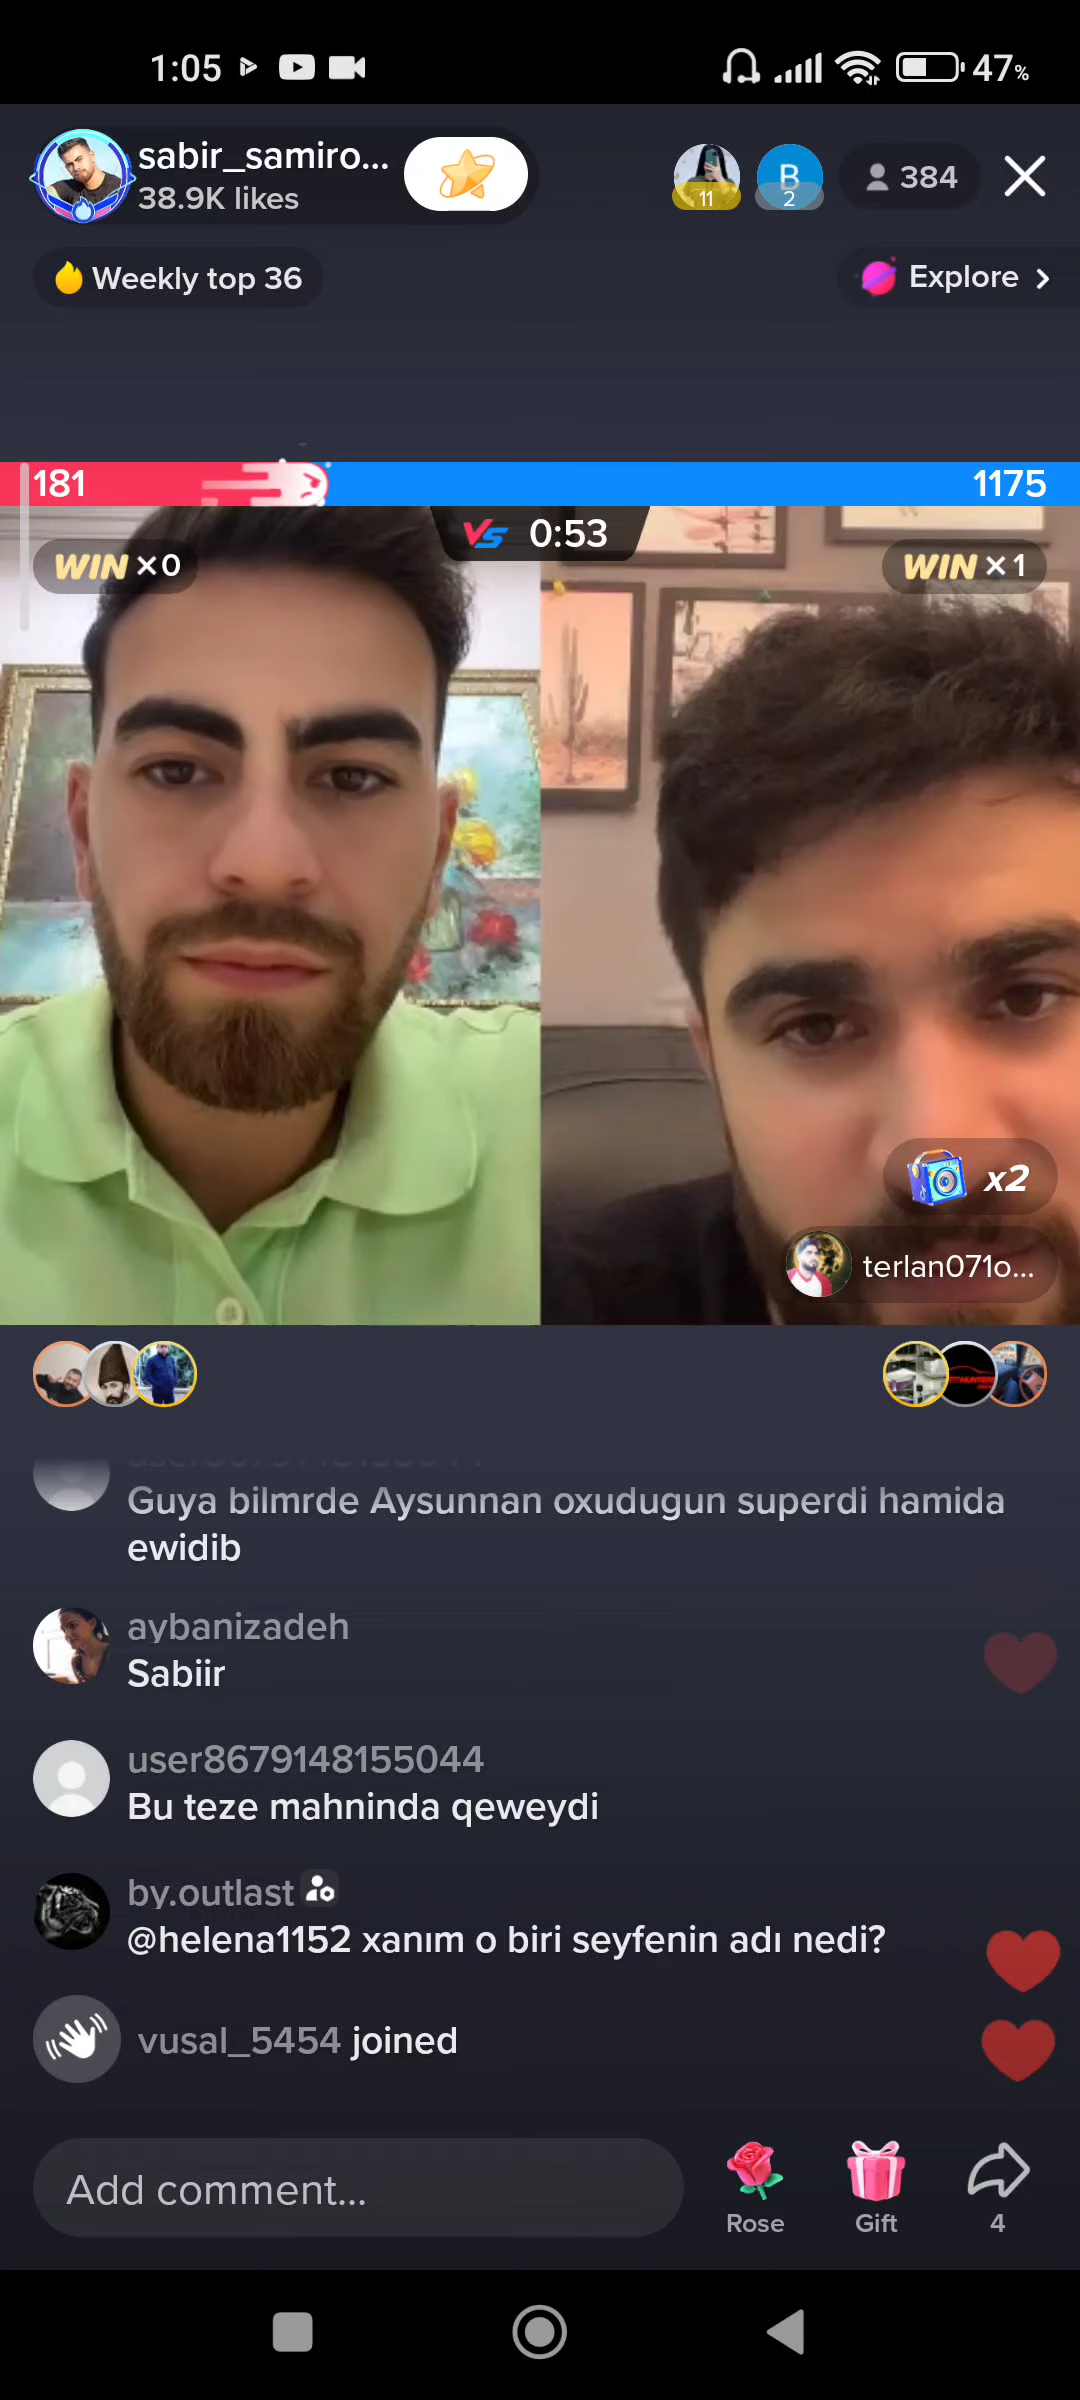 1:05
47%
sabir_samiro...
38.9K likes
11
B
2
384
Weekly top 36
Explore
181
1175
VS 0:53
WIN ×0
WIN ×1
x2
terlan071o...
Guya bilmrde Aysunnan oxudugun superdi hamida
ewidib
aybanizadeh
Sabiir
user8679148155044
Bu teze mahninda qeweydi
by.outlast
@helena1152 xanım o biri seyfenin adı nedi?
vusal_5454 joined
Add comment...
Rose
Gift
4